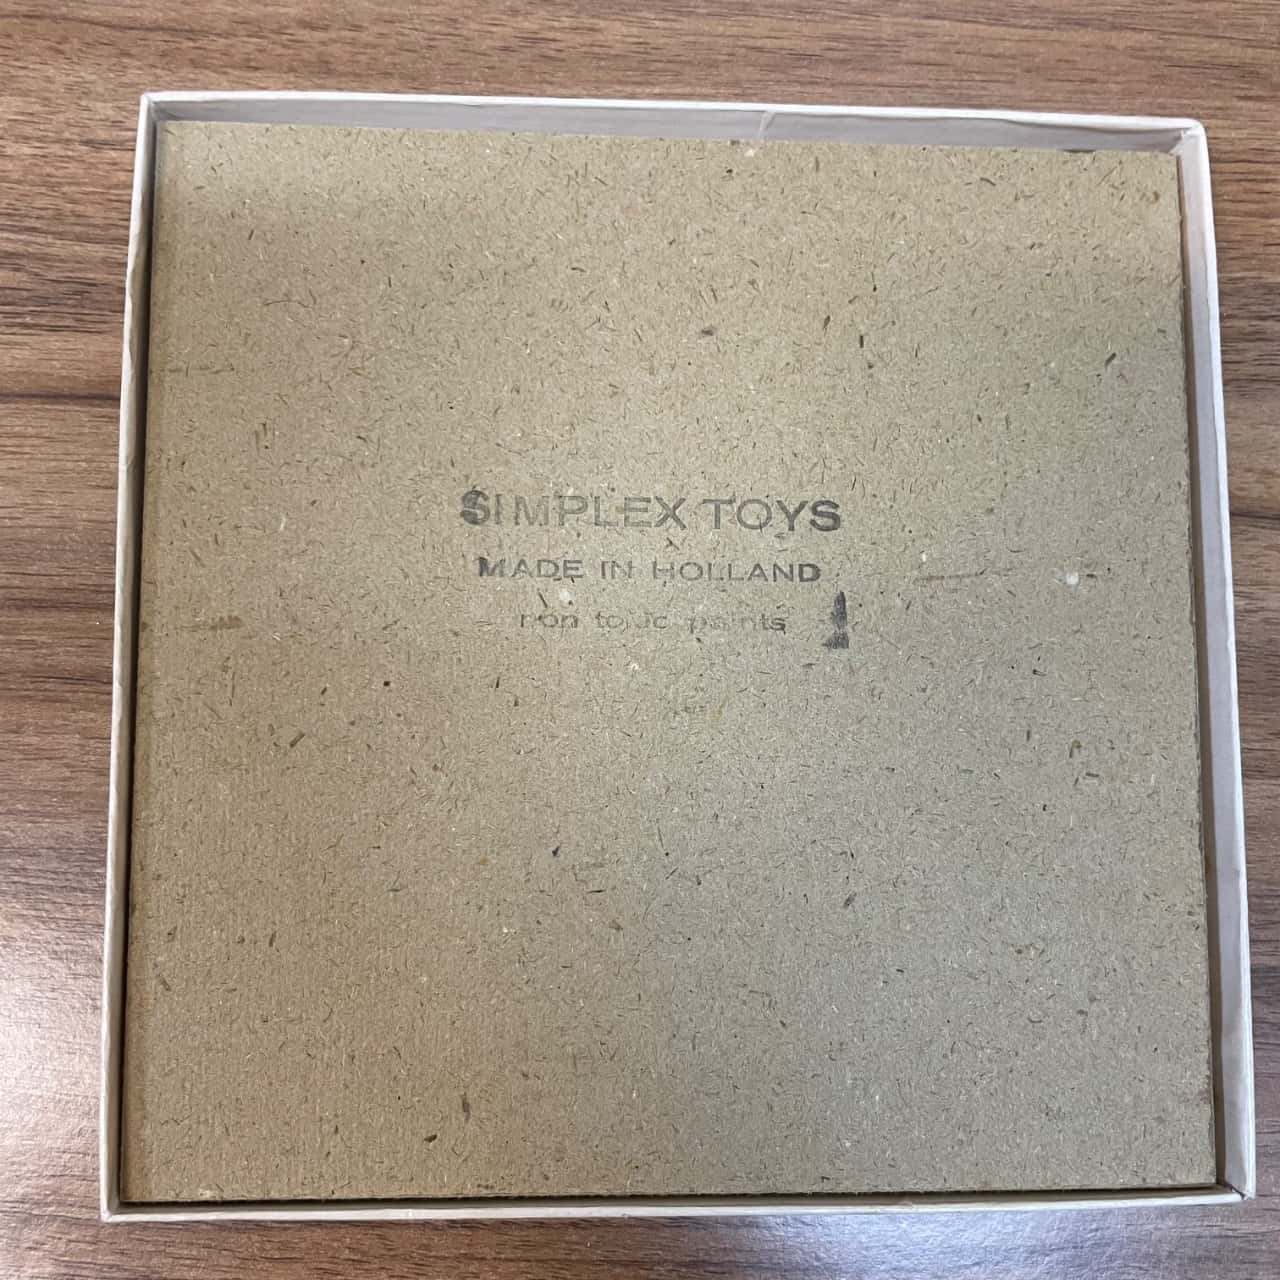 SIMPLEX TOYS
MADE IN HOLLAND
non toxic paints